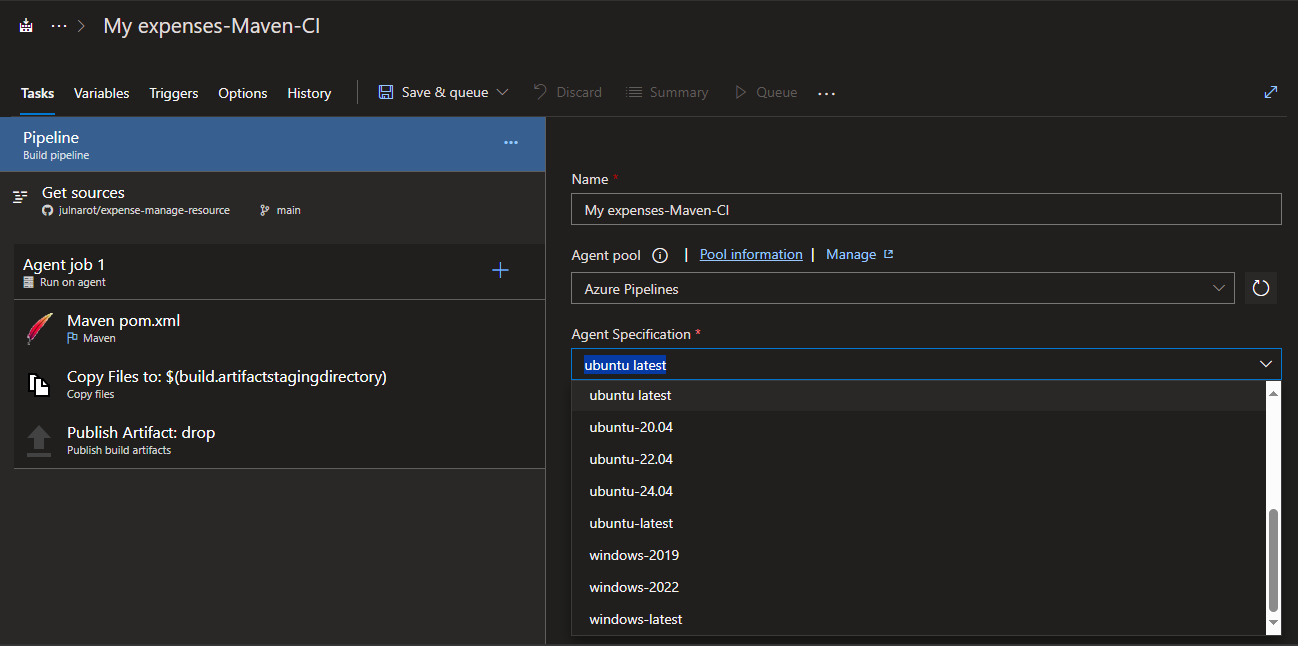 ... > My expenses-Maven-CI
Tasks Variables Triggers Options History Save & queue Discard Summary Queue ...
Pipeline ...
Build pipeline
Get sources
julnarot/expense-manage-resource main
Agent job 1 +
Run on agent
Maven pom.xml
Maven
Copy Files to: $(build.artifactstagingdirectory)
Copy files
Publish Artifact: drop
Publish build artifacts
Name *
My expenses-Maven-CI
Agent pool | Pool information | Manage
Azure Pipelines
Agent Specification *
ubuntu latest
ubuntu latest
ubuntu-20.04
ubuntu-22.04
ubuntu-24.04
ubuntu-latest
windows-2019
windows-2022
windows-latest